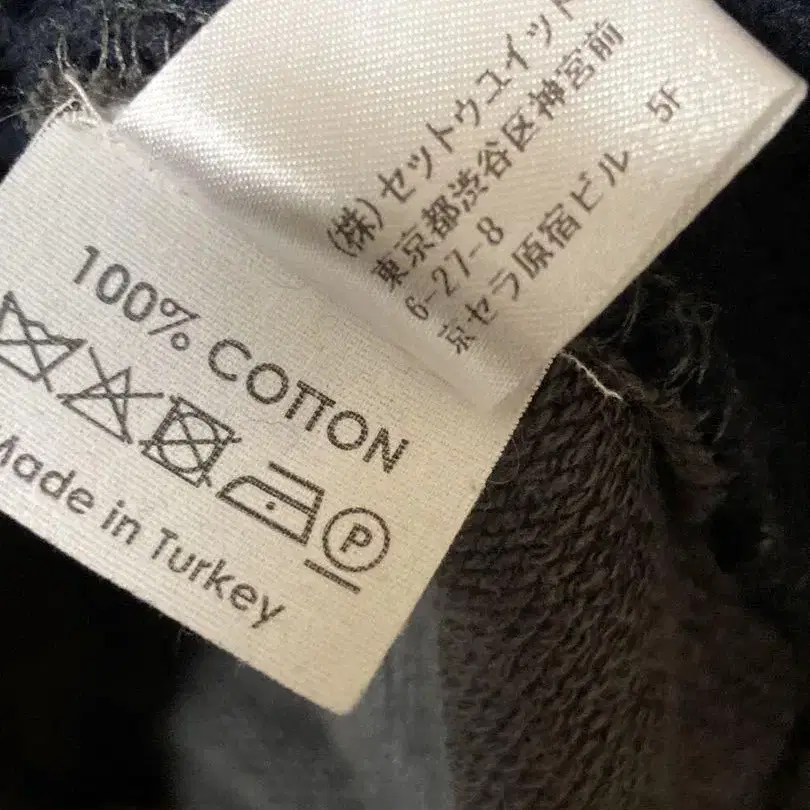 (株)セットウユイット
東京都渋谷区神宮前
6-27-8
京セラ原宿ビル 5F
100% COTTON
P
Made in Turkey